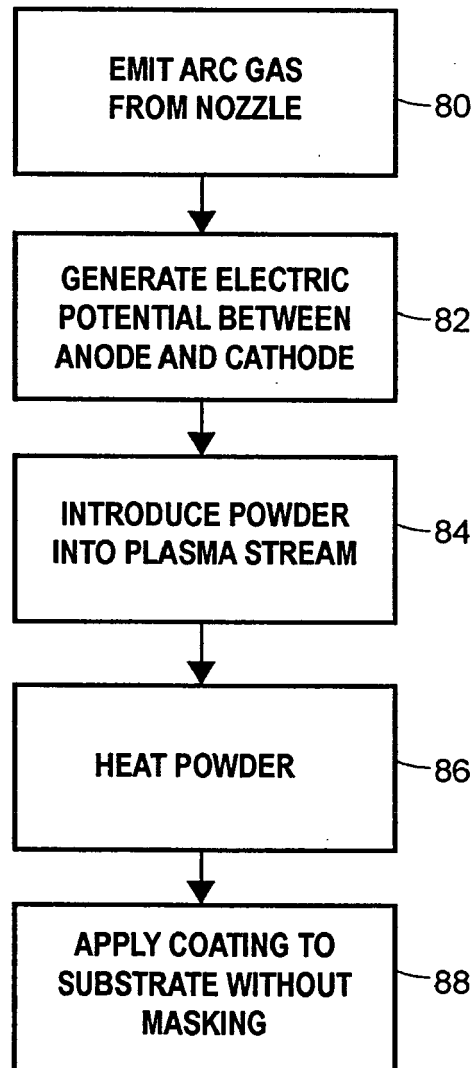 EMIT ARC GAS
FROM NOZZLE
80
GENERATE ELECTRIC
POTENTIAL BETWEEN
ANODE AND CATHODE
82
INTRODUCE POWDER
INTO PLASMA STREAM
84
HEAT POWDER
86
APPLY COATING TO
SUBSTRATE WITHOUT
MASKING
88